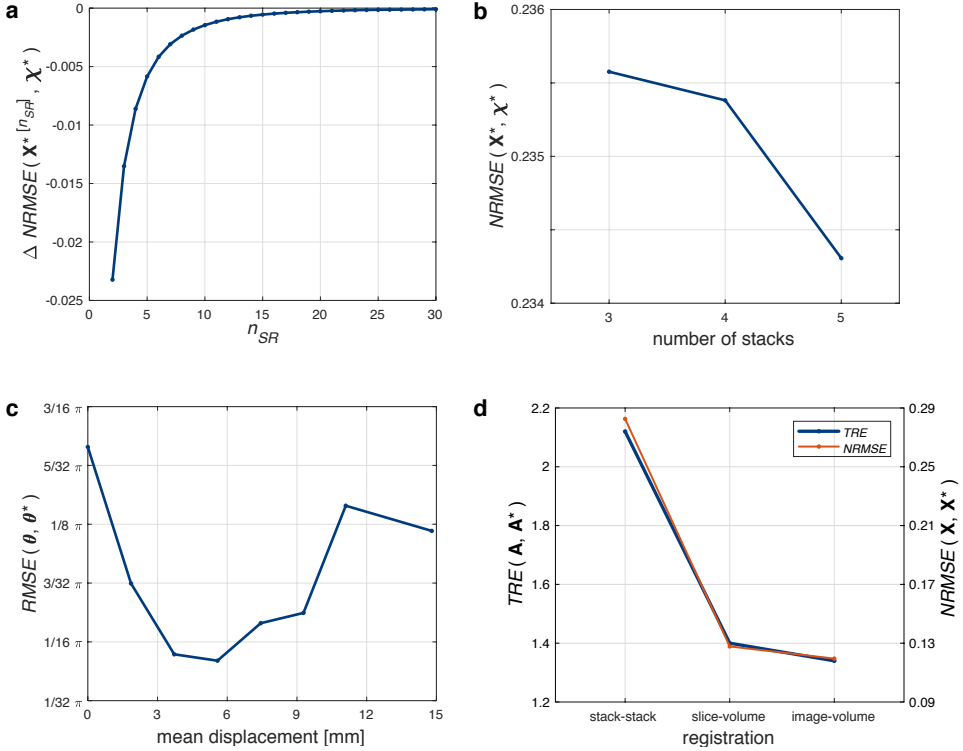 a
0
-0.005
-0.01
-0.015
-0.02
-0.025
Δ NRMSE ( X* [n_SR] , χ* )
0 5 10 15 20 25 30
n_SR
b
0.236
0.235
0.234
NRMSE ( X*, χ* )
3 4 5
number of stacks
c
3/16 π
5/32 π
1/8 π
3/32 π
1/16 π
1/32 π
RMSE ( θ, θ* )
0 3 6 9 12 15
mean displacement [mm]
d
2.2
2
1.8
1.6
1.4
1.2
TRE ( A, A* )
TRE
NRMSE
0.29
0.25
0.21
0.17
0.13
0.09
NRMSE ( X, X* )
stack-stack slice-volume image-volume
registration